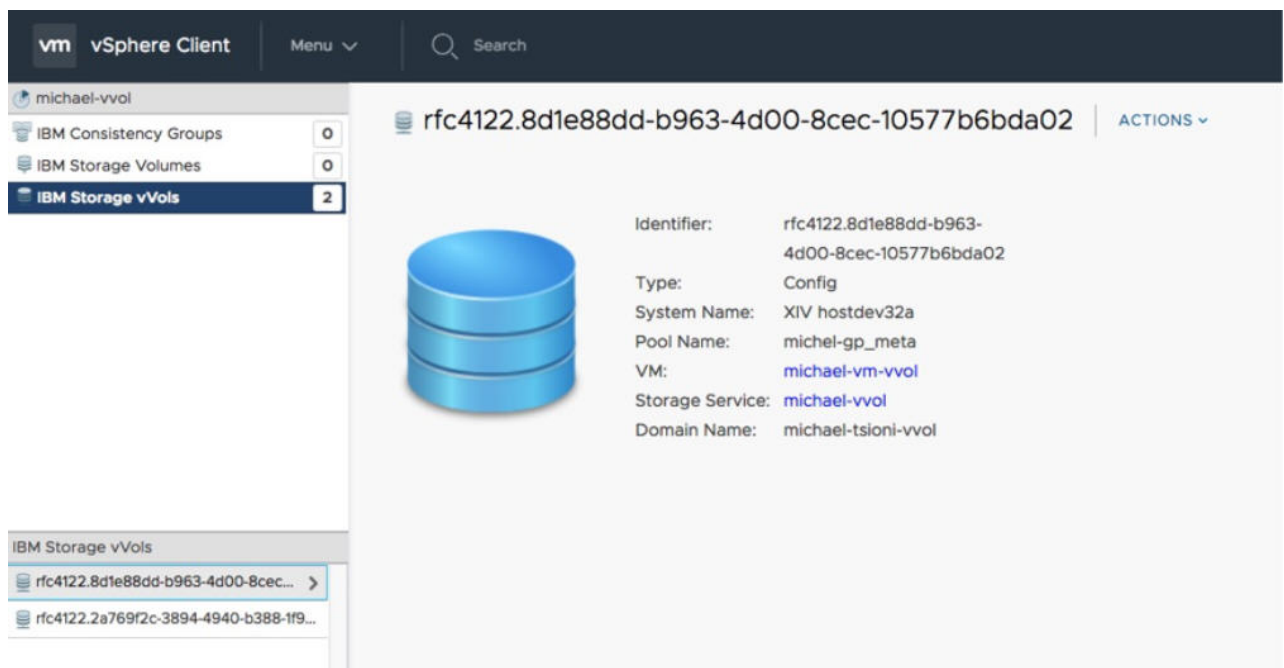 vm vSphere Client Menu Search
michael-vvol
IBM Consistency Groups 0
IBM Storage Volumes 0
IBM Storage vVols 2
rfc4122.8d1e88dd-b963-4d00-8cec-10577b6bda02 ACTIONS
Identifier: rfc4122.8d1e88dd-b963-
4d00-8cec-10577b6bda02
Type: Config
System Name: XIV hostdev32a
Pool Name: michel-gp_meta
VM: michael-vm-vvol
Storage Service: michael-vvol
Domain Name: michael-tsioni-vvol
IBM Storage vVols
rfc4122.8d1e88dd-b963-4d00-8cec...
rfc4122.2a769f2c-3894-4940-b388-1f9...